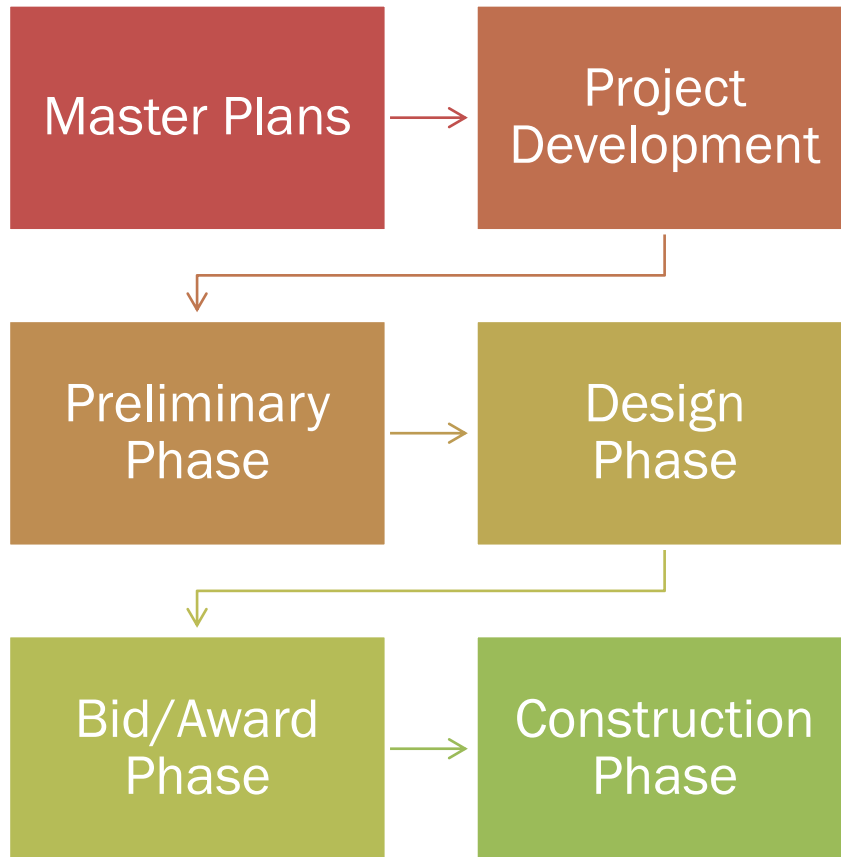 Master Plans
Project
Development
Preliminary
Phase
Design
Phase
Bid/Award
Phase
Construction
Phase